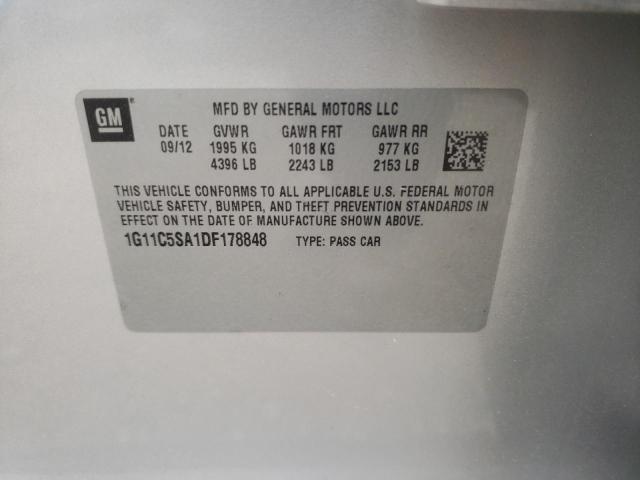 GM®
MFD BY GENERAL MOTORS LLC
DATE GVWR GAWR FRT GAWR RR
09/12 1995 KG 1018 KG 977 KG
4396 LB 2243 LB 2153 LB
THIS VEHICLE CONFORMS TO ALL APPLICABLE U.S. FEDERAL MOTOR
VEHICLE SAFETY, BUMPER, AND THEFT PREVENTION STANDARDS IN
EFFECT ON THE DATE OF MANUFACTURE SHOWN ABOVE.
1G11C5SA1DF178848 TYPE: PASS CAR